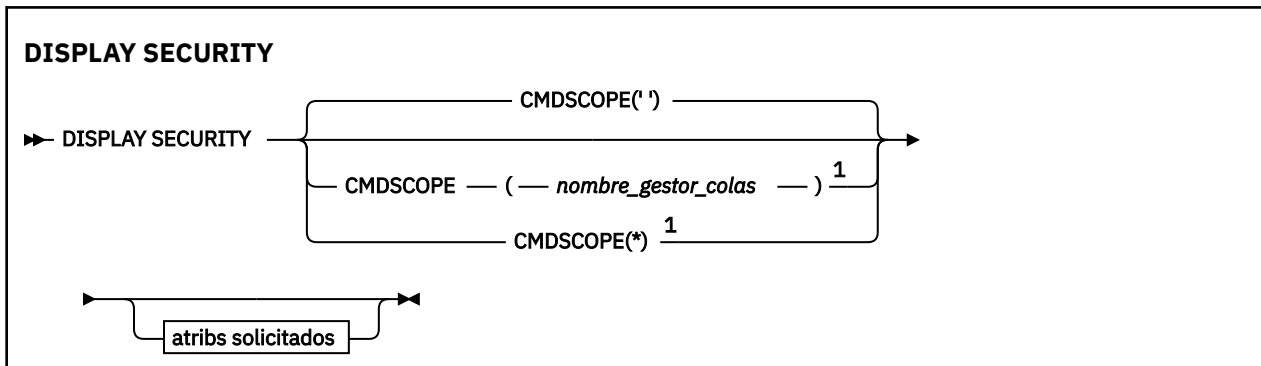 DISPLAY SECURITY
CMDSCOPE(' ')
DISPLAY SECURITY
CMDSCOPE ( nombre_gestor_colas ) 1
CMDSCOPE(*) 1
atribs solicitados